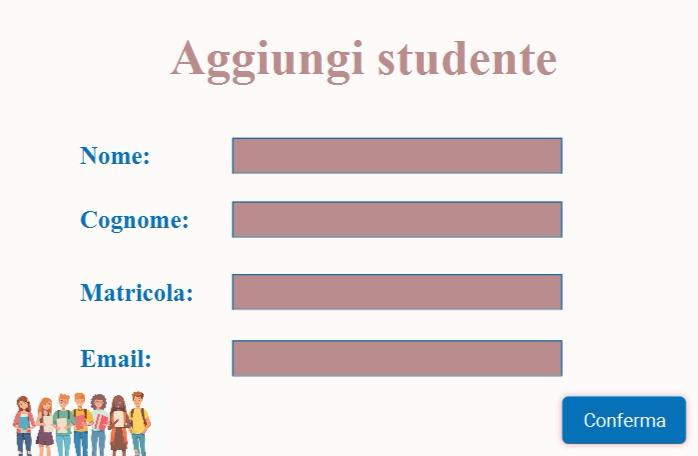 Aggiungi studente
Nome:
Cognome:
Matricola:
Email:
Conferma